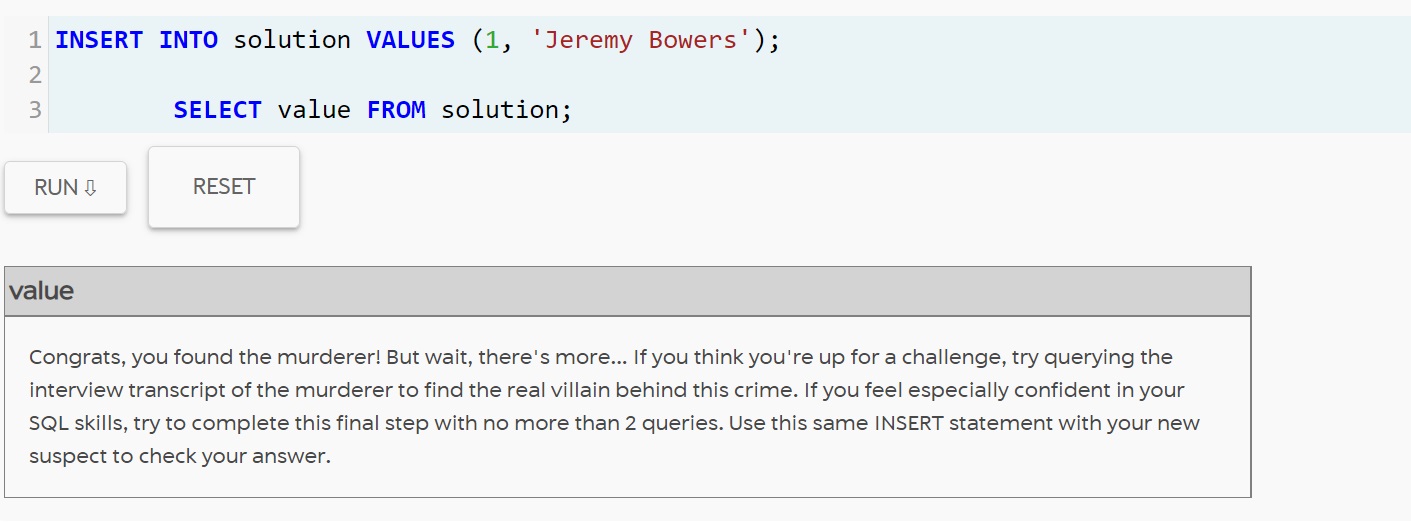 1 INSERT INTO solution VALUES (1, 'Jeremy Bowers');
2
3 SELECT value FROM solution;
RUN ⇩ RESET
value
Congrats, you found the murderer! But wait, there's more... If you think you're up for a challenge, try querying the
interview transcript of the murderer to find the real villain behind this crime. If you feel especially confident in your
SQL skills, try to complete this final step with no more than 2 queries. Use this same INSERT statement with your new
suspect to check your answer.